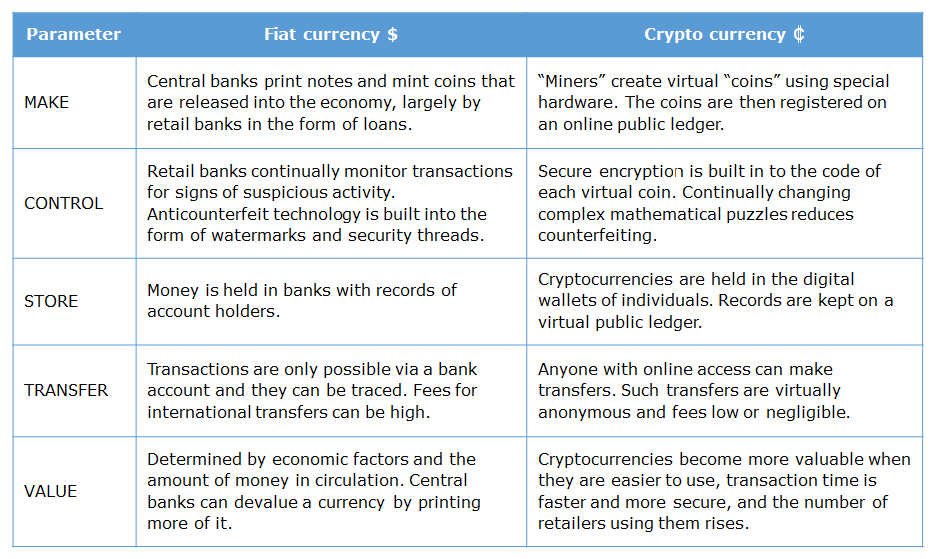 Parameter
Fiat currency $
Crypto currency ₵
MAKE
Central banks print notes and mint coins that
are released into the economy, largely by
retail banks in the form of loans.
“Miners” create virtual “coins” using special
hardware. The coins are then registered on
an online public ledger.
CONTROL
Retail banks continually monitor transactions
for signs of suspicious activity.
Anticounterfeit technology is built into the
form of watermarks and security threads.
Secure encryption is built in to the code of
each virtual coin. Continually changing
complex mathematical puzzles reduces
counterfeiting.
STORE
Money is held in banks with records of
account holders.
Cryptocurrencies are held in the digital
wallets of individuals. Records are kept on a
virtual public ledger.
TRANSFER
Transactions are only possible via a bank
account and they can be traced. Fees for
international transfers can be high.
Anyone with online access can make
transfers. Such transfers are virtually
anonymous and fees low or negligible.
VALUE
Determined by economic factors and the
amount of money in circulation. Central
banks can devalue a currency by printing
more of it.
Cryptocurrencies become more valuable when
they are easier to use, transaction time is
faster and more secure, and the number of
retailers using them rises.